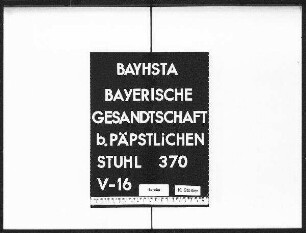 BAYHSTA
BAYERISCHE
GESANDTSCHAFT
b. PÄPSTLiCHEN
STUHL 370
V-16